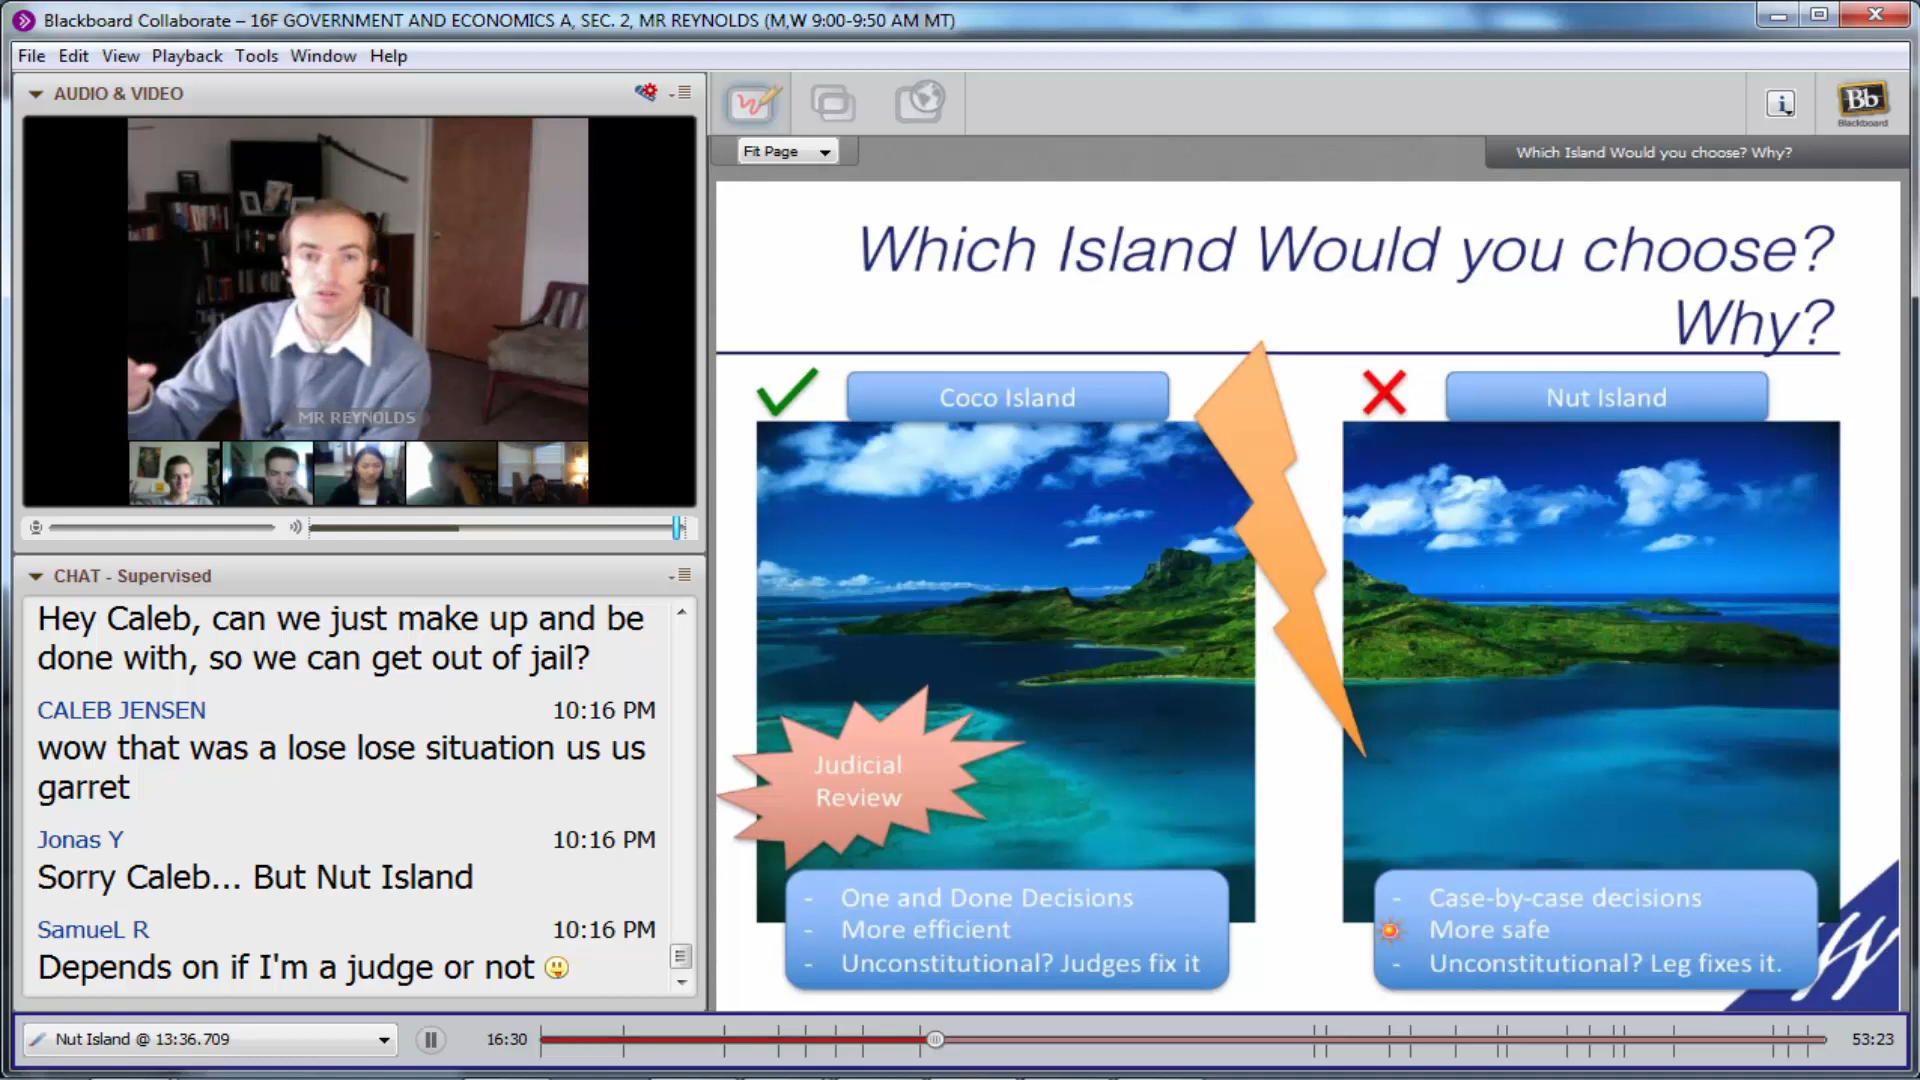 Blackboard Collaborate – 16F GOVERNMENT AND ECONOMICS A, SEC. 2, MR REYNOLDS (M,W 9:00-9:50 AM MT)
File Edit View Playback Tools Window Help
AUDIO & VIDEO
MR REYNOLDS
CHAT - Supervised
Hey Caleb, can we just make up and be
done with, so we can get out of jail?
CALEB JENSEN 10:16 PM
wow that was a lose lose situation us us
garret
Jonas Y 10:16 PM
Sorry Caleb... But Nut Island
SamueL R 10:16 PM
Depends on if I'm a judge or not
Bb
Blackboard
Fit Page
Which Island Would you choose? Why?
Which Island Would you choose?
Why?
Coco Island
Judicial
Review
- One and Done Decisions
- More efficient
- Unconstitutional? Judges fix it
Nut Island
- Case-by-case decisions
More safe
- Unconstitutional? Leg fixes it.
W
Nut Island @ 13:36.709
16:30
53:23